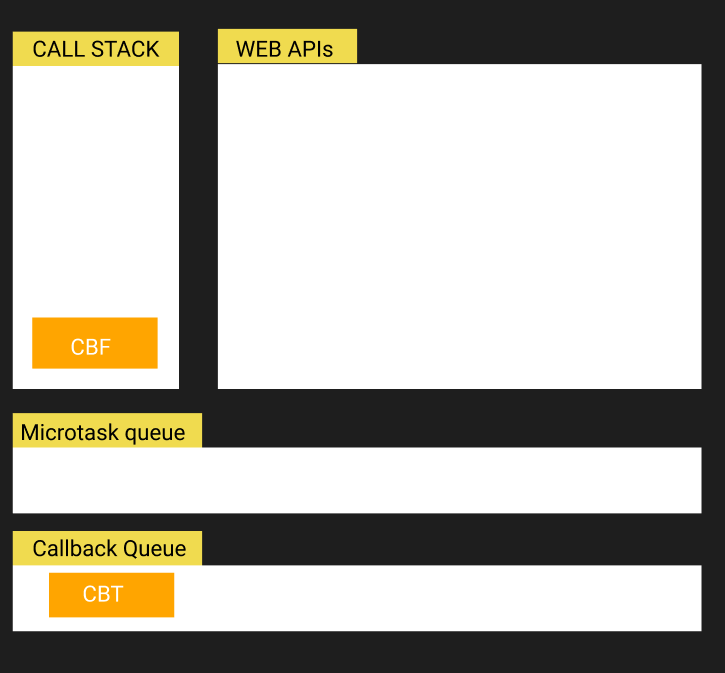 CALL STACK
WEB APIs
CBF
Microtask queue
Callback Queue
CBT